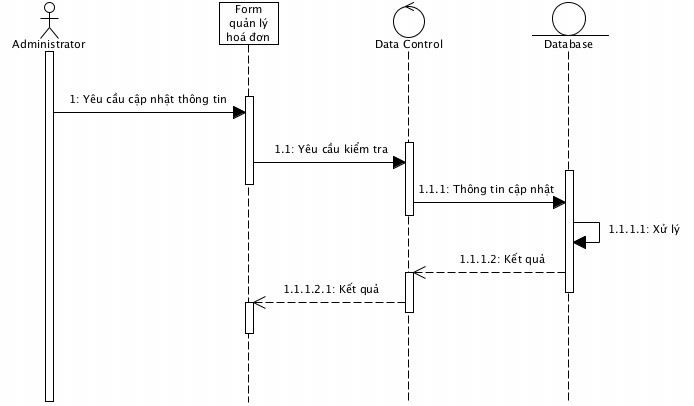 Form
quản lý
hoá đơn
Administrator
Data Control
Database
1: Yêu cầu cập nhật thông tin
1.1: Yêu cầu kiểm tra
1.1.1: Thông tin cập nhật
1.1.1.1: Xử lý
1.1.1.2: Kết quả
1.1.1.2.1: Kết quả